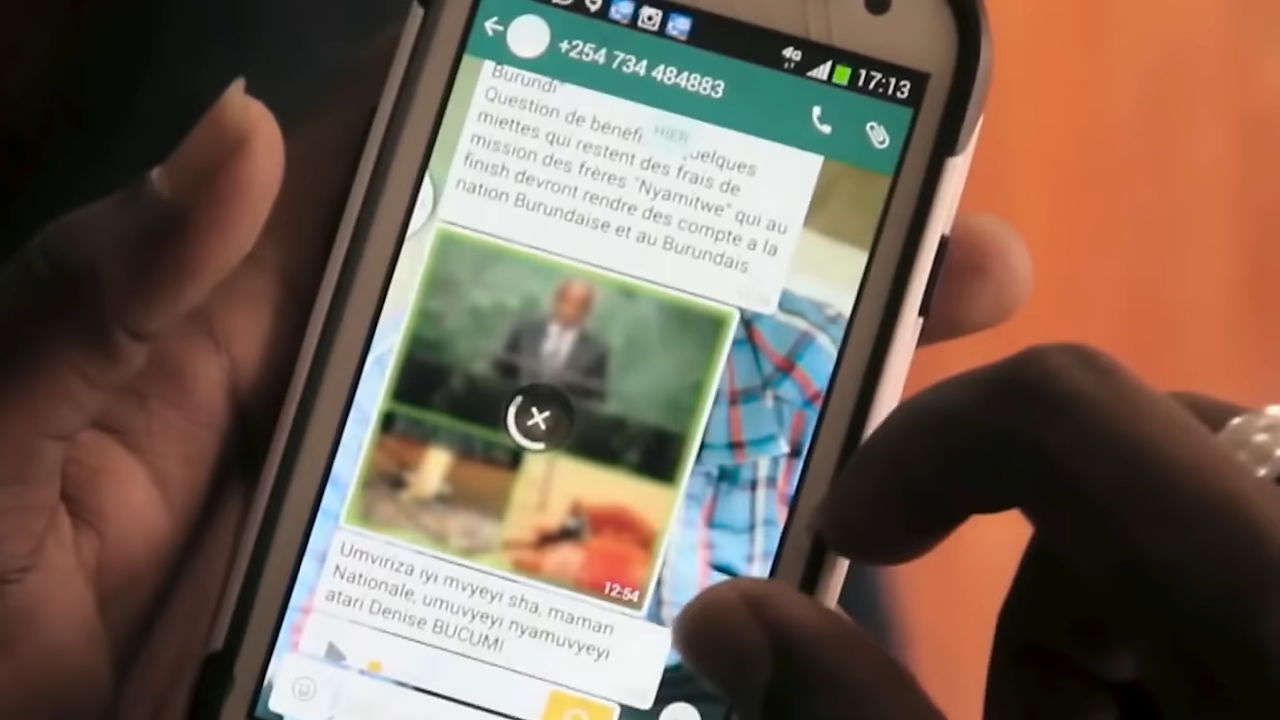 4G 17:13
+254 734 484883
Burundi
Question de bénéfi
HIER
uelques
miettes qui restent des frais de
mission des frères "Nyamitwe" qui au
finish devront rendre des compte a la
nation Burundaise et au Burundais
12:54
Umviriza iyi mvyeyi sha, maman
Nationale, umuvyeyi nyamuvyeyi
atari Denise BUCUMI